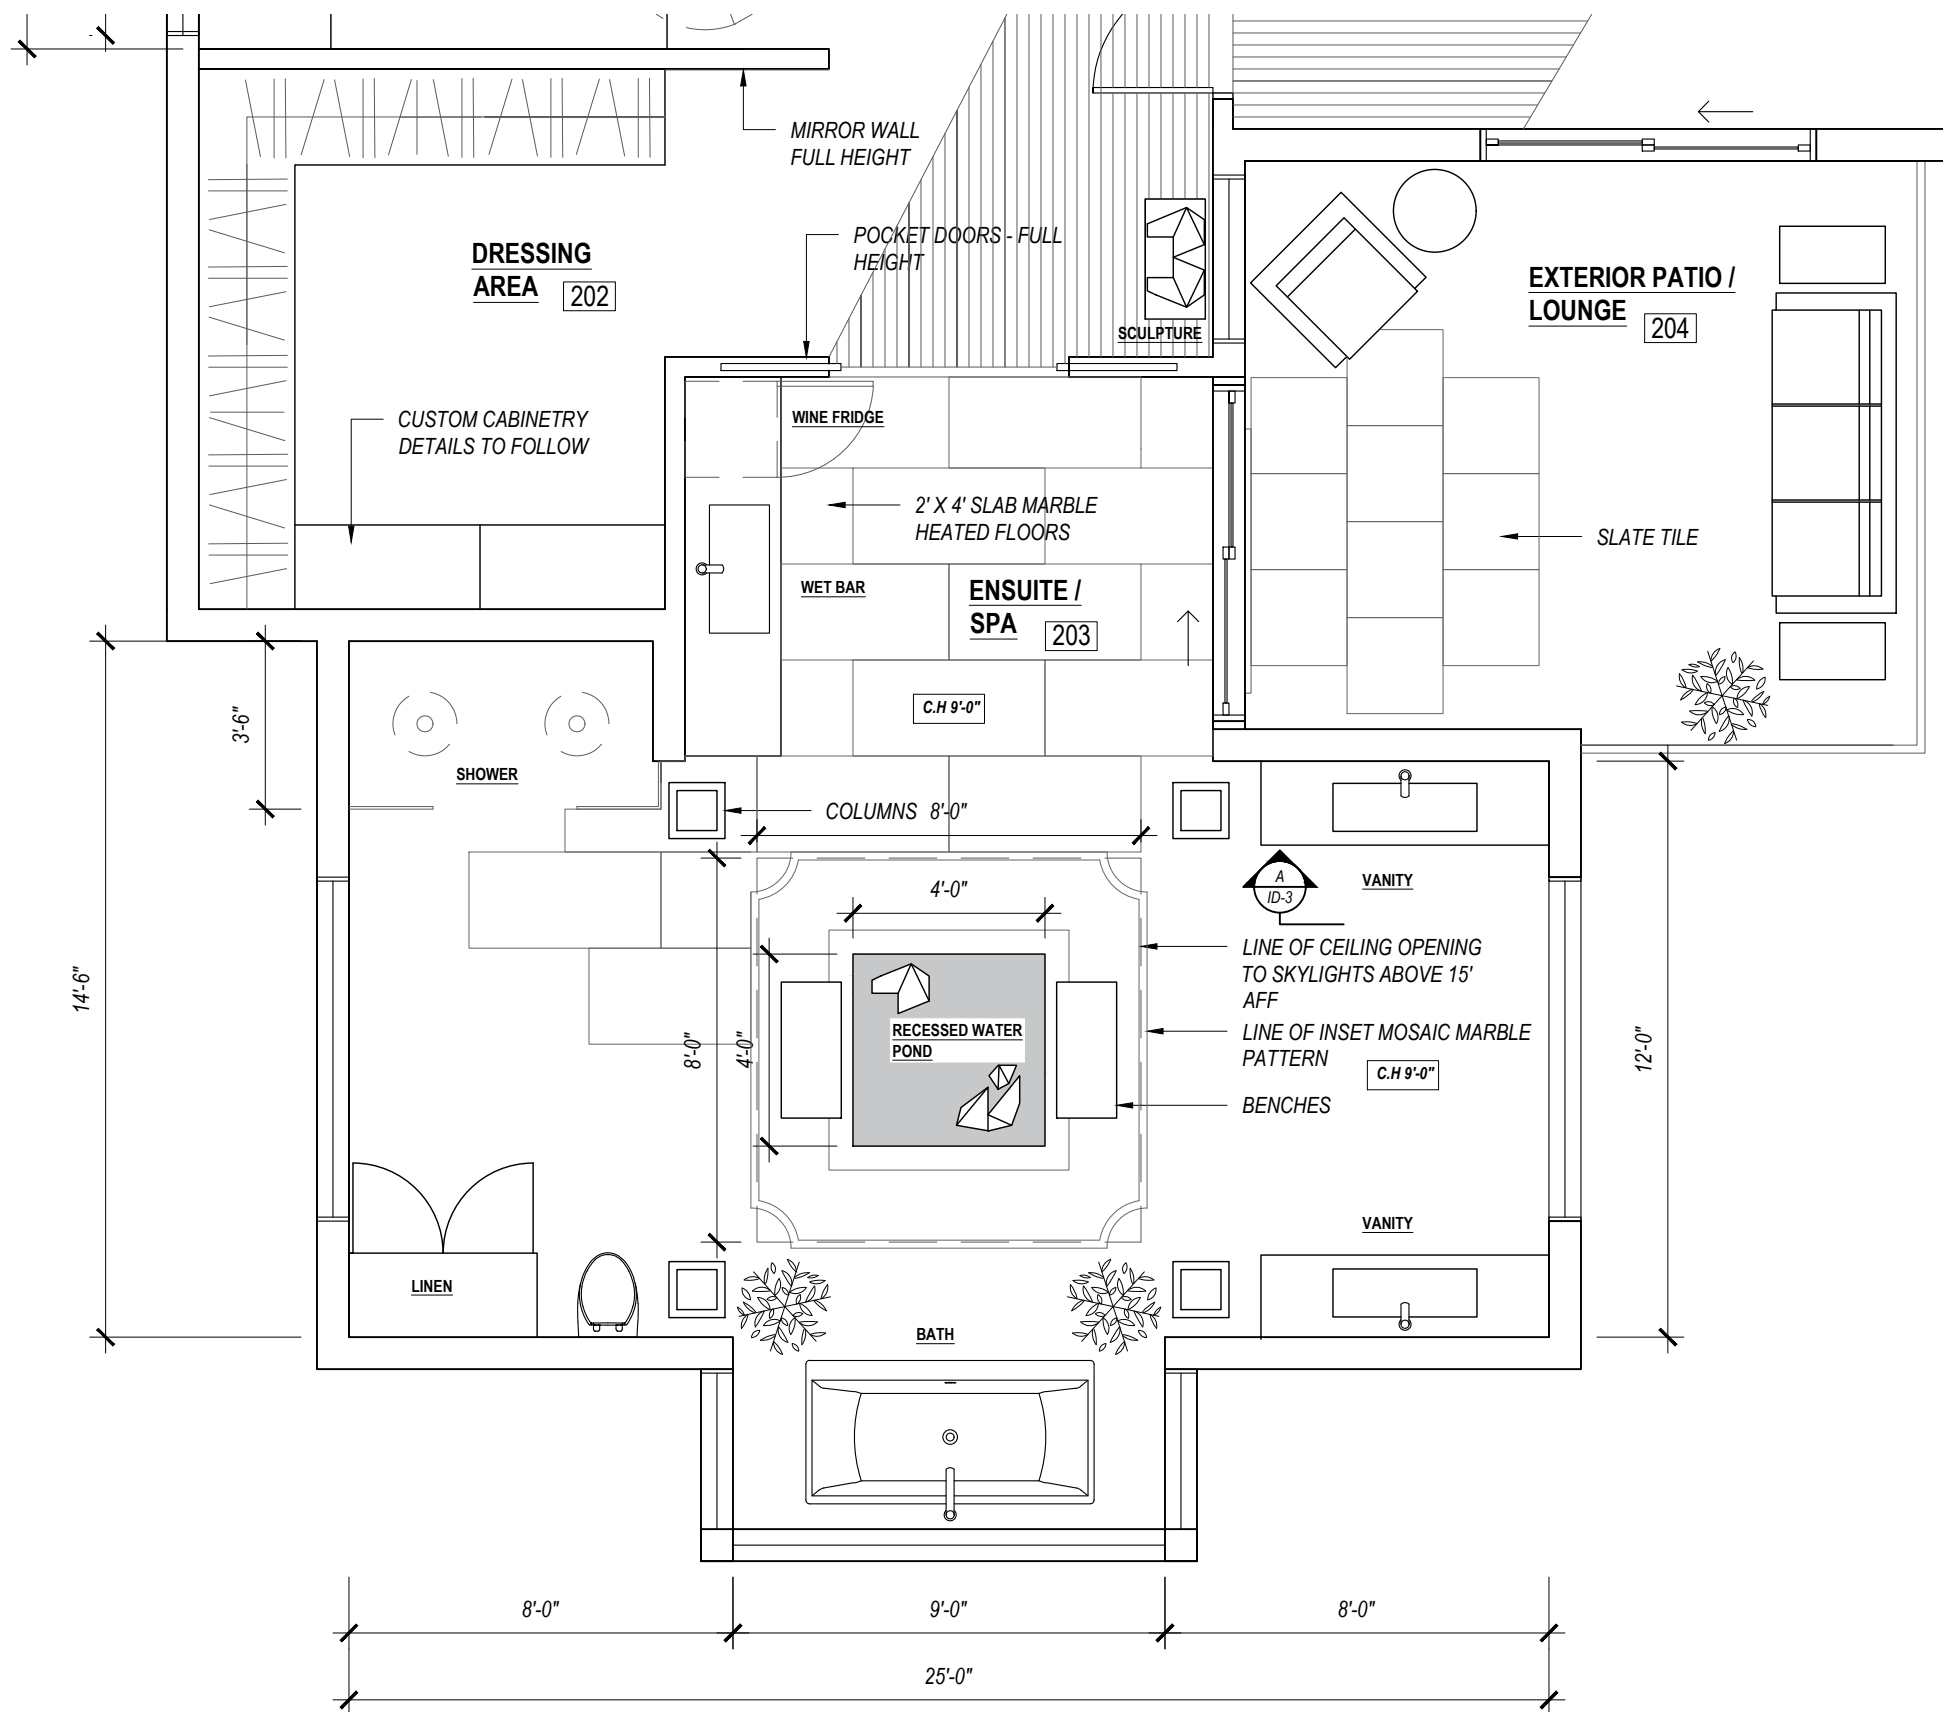 MIRROR WALL
FULL HEIGHT
DRESSING
AREA
202
POCKET DOORS - FULL
HEIGHT
SCULPTURE
EXTERIOR PATIO /
LOUNGE
204
CUSTOM CABINETRY
DETAILS TO FOLLOW
WINE FRIDGE
2' X 4' SLAB MARBLE
HEATED FLOORS
SLATE TILE
WET BAR
ENSUITE /
SPA
203
C.H 9'-0"
3'-6"
SHOWER
COLUMNS
8'-0"
14'-6"
4'-0"
A
ID-3
VANITY
LINE OF CEILING OPENING
TO SKYLIGHTS ABOVE 15'
AFF
RECESSED WATER
POND
8'-0"
4'-0"
LINE OF INSET MOSAIC MARBLE
PATTERN
C.H 9'-0"
12'-0"
BENCHES
VANITY
LINEN
BATH
8'-0"
9'-0"
8'-0"
25'-0"